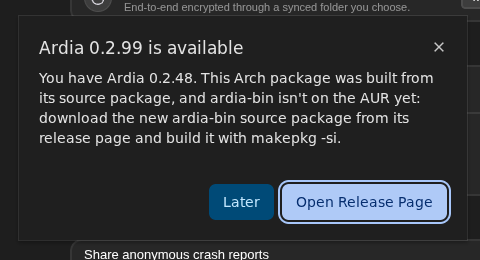 End-to-end encrypted through a synced folder you choose.
Ardia 0.2.99 is available
You have Ardia 0.2.48. This Arch package was built from
its source package, and ardia-bin isn't on the AUR yet:
download the new ardia-bin source package from its
release page and build it with makepkg -si.
Later
Open Release Page
Share anonymous crash reports